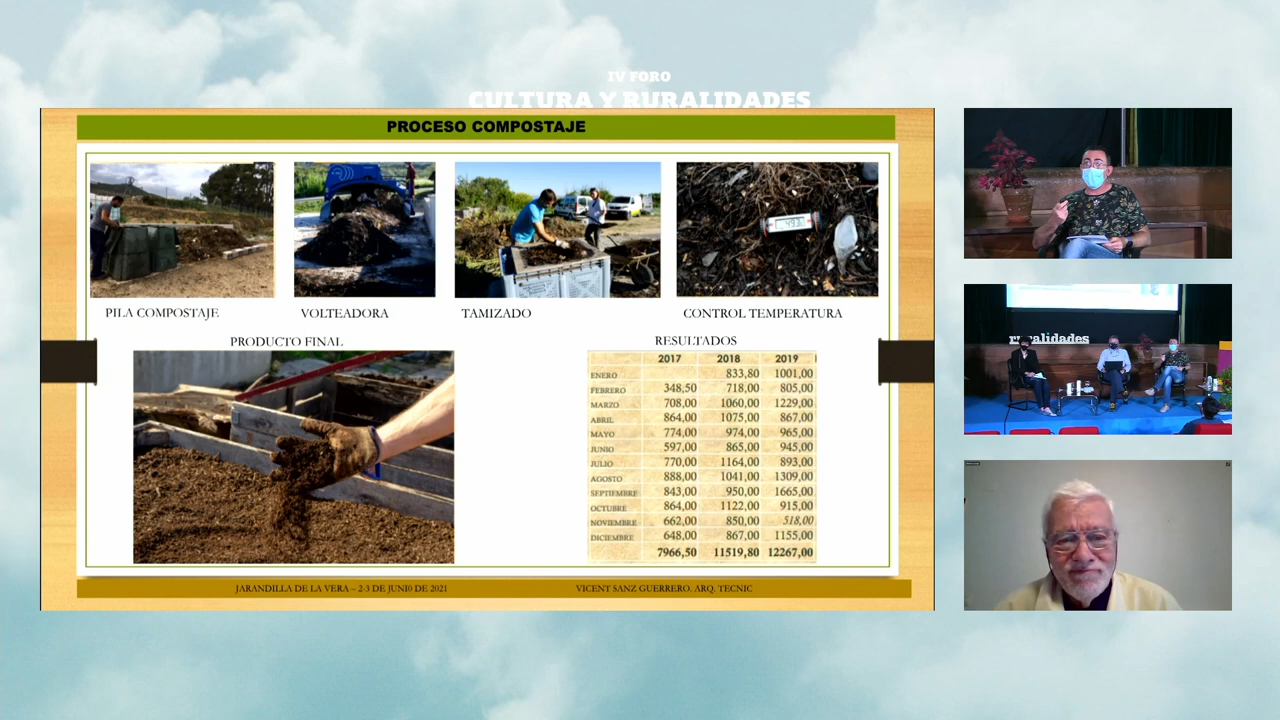 IV FORO
CULTURA Y RURALIDADES
PROCESO COMPOSTAJE
PILA COMPOSTAJE
VOLTEADORA
TAMIZADO
CONTROL TEMPERATURA
PRODUCTO FINAL
RESULTADOS
2017 2018 2019
ENERO 833,80 1001,00
FEBRERO 348,50 718,00 805,00
MARZO 708,00 1060,00 1229,00
ABRIL 864,00 1075,00 867,00
MAYO 774,00 974,00 965,00
JUNIO 597,00 865,00 945,00
JULIO 770,00 1164,00 893,00
AGOSTO 888,00 1041,00 1309,00
SEPTIEMBRE 843,00 950,00 1665,00
OCTUBRE 864,00 1122,00 915,00
NOVIEMBRE 662,00 850,00 518,00
DICIEMBRE 648,00 867,00 1155,00
7966,50 11519,80 12267,00
JARANDILLA DE LA VERA – 2-3 DE JUNI0 DE 2021
VICENT SANZ GUERRERO. ARQ. TECNIC
ruralidades